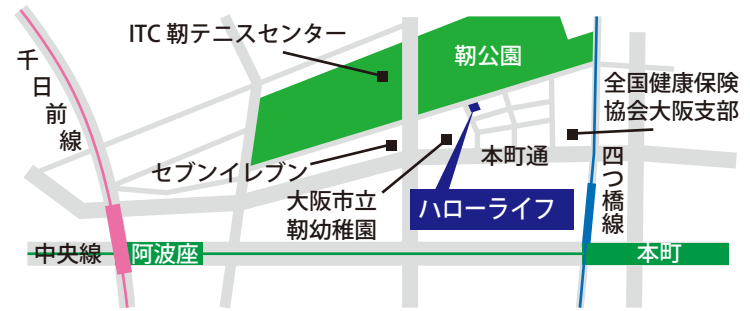 ITC 靭テニスセンター
千日前線
靭公園
全国健康保険
協会大阪支部
セブンイレブン
本町通
大阪市立
靭幼稚園
ハローライフ
四つ橋線
中央線
阿波座
本町